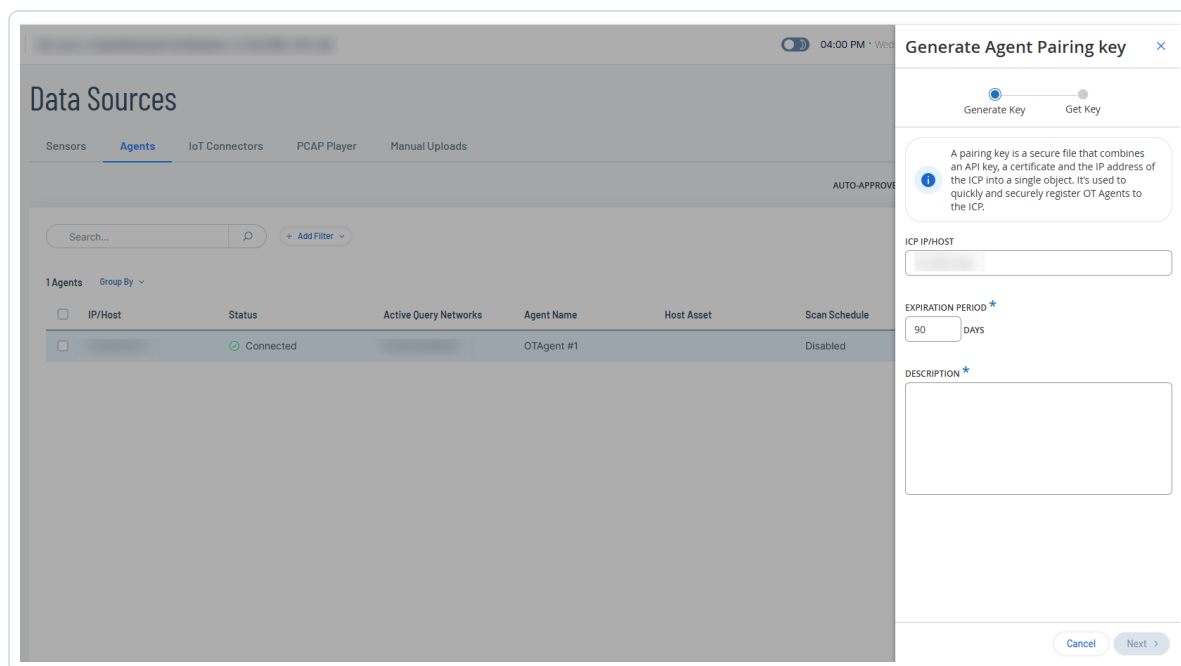 04:00 PM · Wed
Data Sources
Sensors Agents IoT Connectors PCAP Player Manual Uploads
AUTO-APPROVE
Search... + Add Filter
1 Agents Group By
IP/Host Status Active Query Networks Agent Name Host Asset Scan Schedule
Connected OTAgent #1 Disabled
Generate Agent Pairing key ×
Generate Key Get Key
A pairing key is a secure file that combines
an API key, a certificate and the IP address of
the ICP into a single object. It's used to
quickly and securely register OT Agents to
the ICP.
ICP IP/HOST
EXPIRATION PERIOD *
90 DAYS
DESCRIPTION *
Cancel Next >